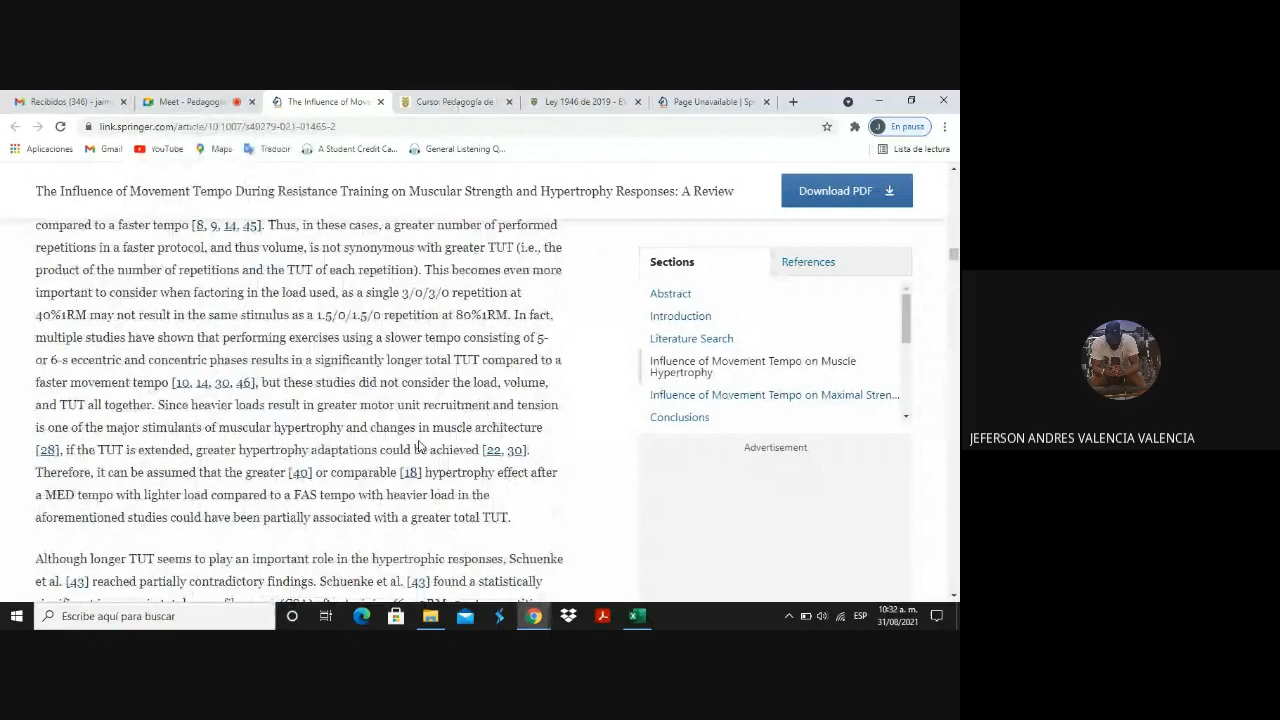 Recibidos (346) - jaim
Meet - Pedagogí
The Influence of Mov
Curso: Pedagogía de
Ley 1946 de 2019 - E
Page Unavailable | Sp
link.springer.com/article/10.1007/s40279-021-01465-2
J
En pausa
Aplicaciones
Gmail
YouTube
Maps
Traducir
A Student Credit Ca...
General Listening Q...
Lista de lectura
The Influence of Movement Tempo During Resistance Training on Muscular Strength and Hypertrophy Responses: A Review
Download PDF
compared to a faster tempo [8, 9, 14, 45]. Thus, in these cases, a greater number of performed
repetitions in a faster protocol, and thus volume, is not synonymous with greater TUT (i.e., the
product of the number of repetitions and the TUT of each repetition). This becomes even more
important to consider when factoring in the load used, as a single 3/0/3/0 repetition at
40%1RM may not result in the same stimulus as a 1.5/0/1.5/0 repetition at 80%1RM. In fact,
multiple studies have shown that performing exercises using a slower tempo consisting of 5-
or 6-s eccentric and concentric phases results in a significantly longer total TUT compared to a
faster movement tempo [10, 14, 30, 46], but these studies did not consider the load, volume,
and TUT all together. Since heavier loads result in greater motor unit recruitment and tension
is one of the major stimulants of muscular hypertrophy and changes in muscle architecture
[28], if the TUT is extended, greater hypertrophy adaptations could be achieved [22, 30].
Therefore, it can be assumed that the greater [40] or comparable [18] hypertrophy effect after
a MED tempo with lighter load compared to a FAS tempo with heavier load in the
aforementioned studies could have been partially associated with a greater total TUT.
Although longer TUT seems to play an important role in the hypertrophic responses, Schuenke
et al. [43] reached partially contradictory findings. Schuenke et al. [43] found a statistically
Sections
References
Abstract
Introduction
Literature Search
Influence of Movement Tempo on Muscle
Hypertrophy
Influence of Movement Tempo on Maximal Stren...
Conclusions
Advertisement
JEFERSON ANDRES VALENCIA VALENCIA
Escribe aquí para buscar
ESP
10:32 a. m.
31/08/2021